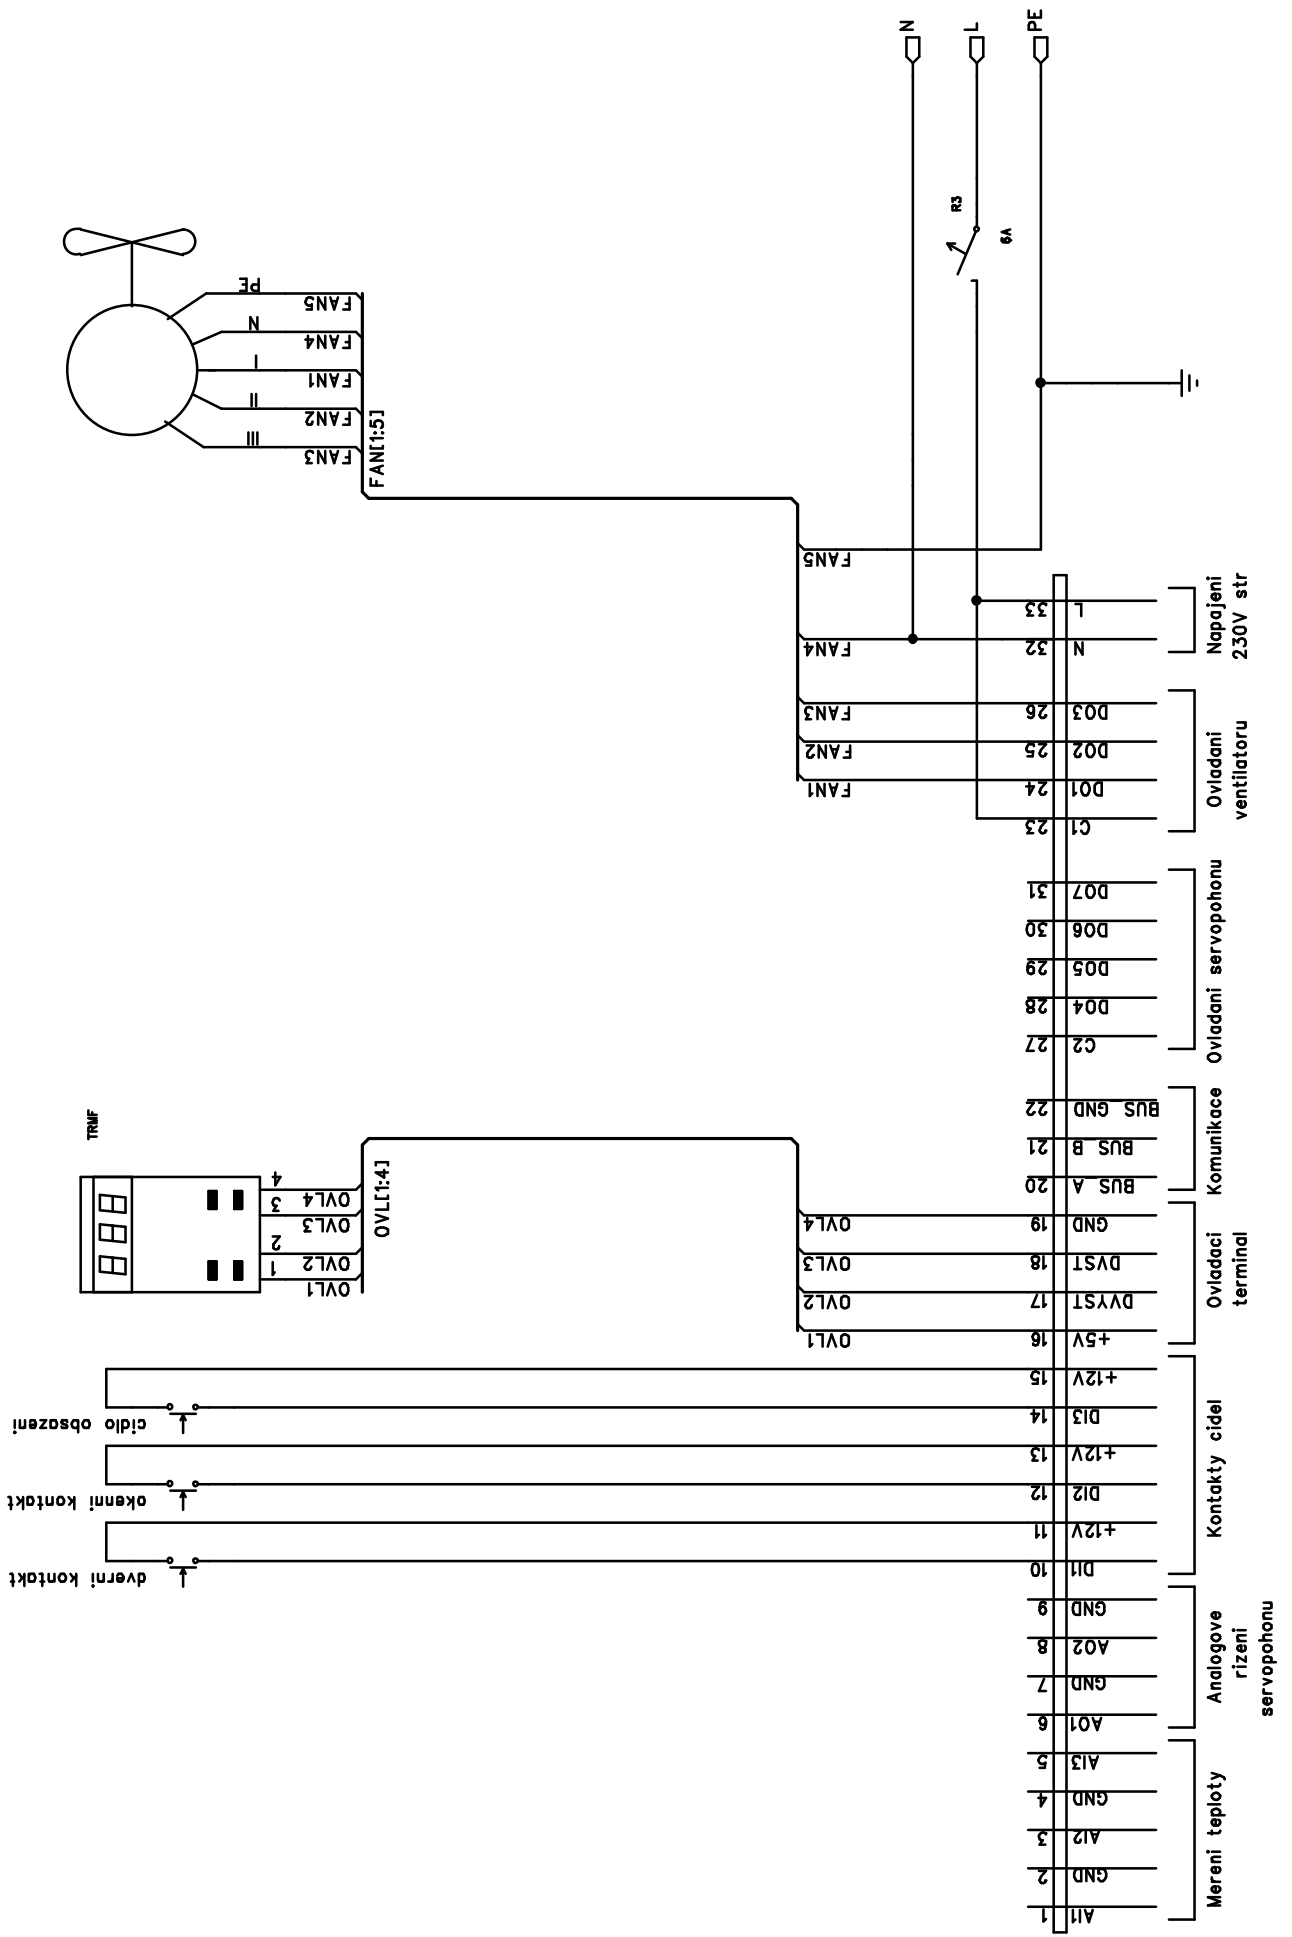 N
L
PE
R3
6A
PE
N
I
II
III
FAN5
FAN4
FAN1
FAN2
FAN3
FAN[1:5]
FAN5
FAN4
FAN3
FAN2
FAN1
33 L
32 N
Napajeni
230V str
26 DO3
25 DO2
24 DO1
23 C1
Ovladani
ventilatoru
31 DO7
30 DO6
29 DO5
28 DO4
27 C2
Ovladani servopohonu
22 BUS_GND
21 BUS_B
20 BUS_A
Komunikace
TRMF
4
3
2
1
OVL4
OVL3
OVL2
OVL1
OVL[1:4]
OVL4
OVL3
OVL2
OVL1
19 GND
18 DVST
17 DVYST
16 +5V
Ovladaci
terminal
cidlo obsazeni
okenni kontakt
dverni kontakt
15 +12V
14 DI3
13 +12V
12 DI2
11 +12V
10 DI1
Kontakty cidel
9 GND
8 AO2
7 GND
6 AO1
Analogove
rizeni
servopohonu
5 AI3
4 GND
3 AI2
2 GND
1 AI1
Mereni teploty